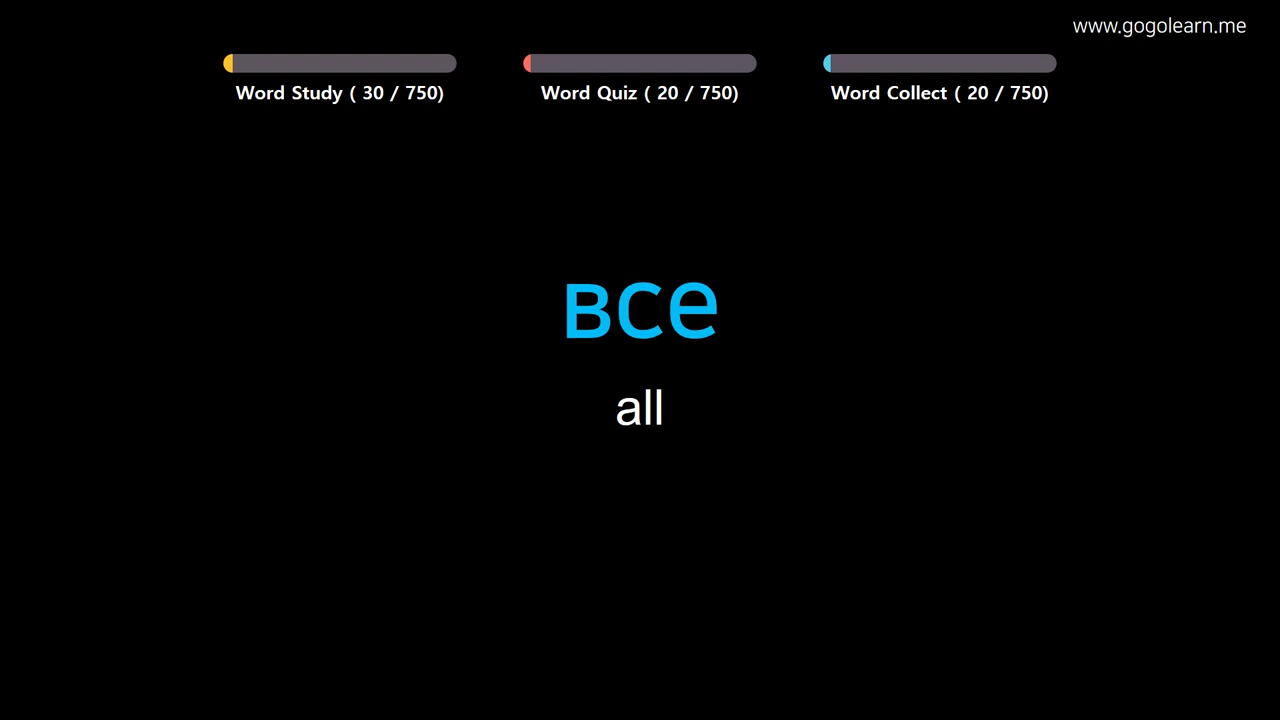 www.gogolearn.me
Word Study ( 30 / 750)
Word Quiz ( 20 / 750)
Word Collect ( 20 / 750)
все
all